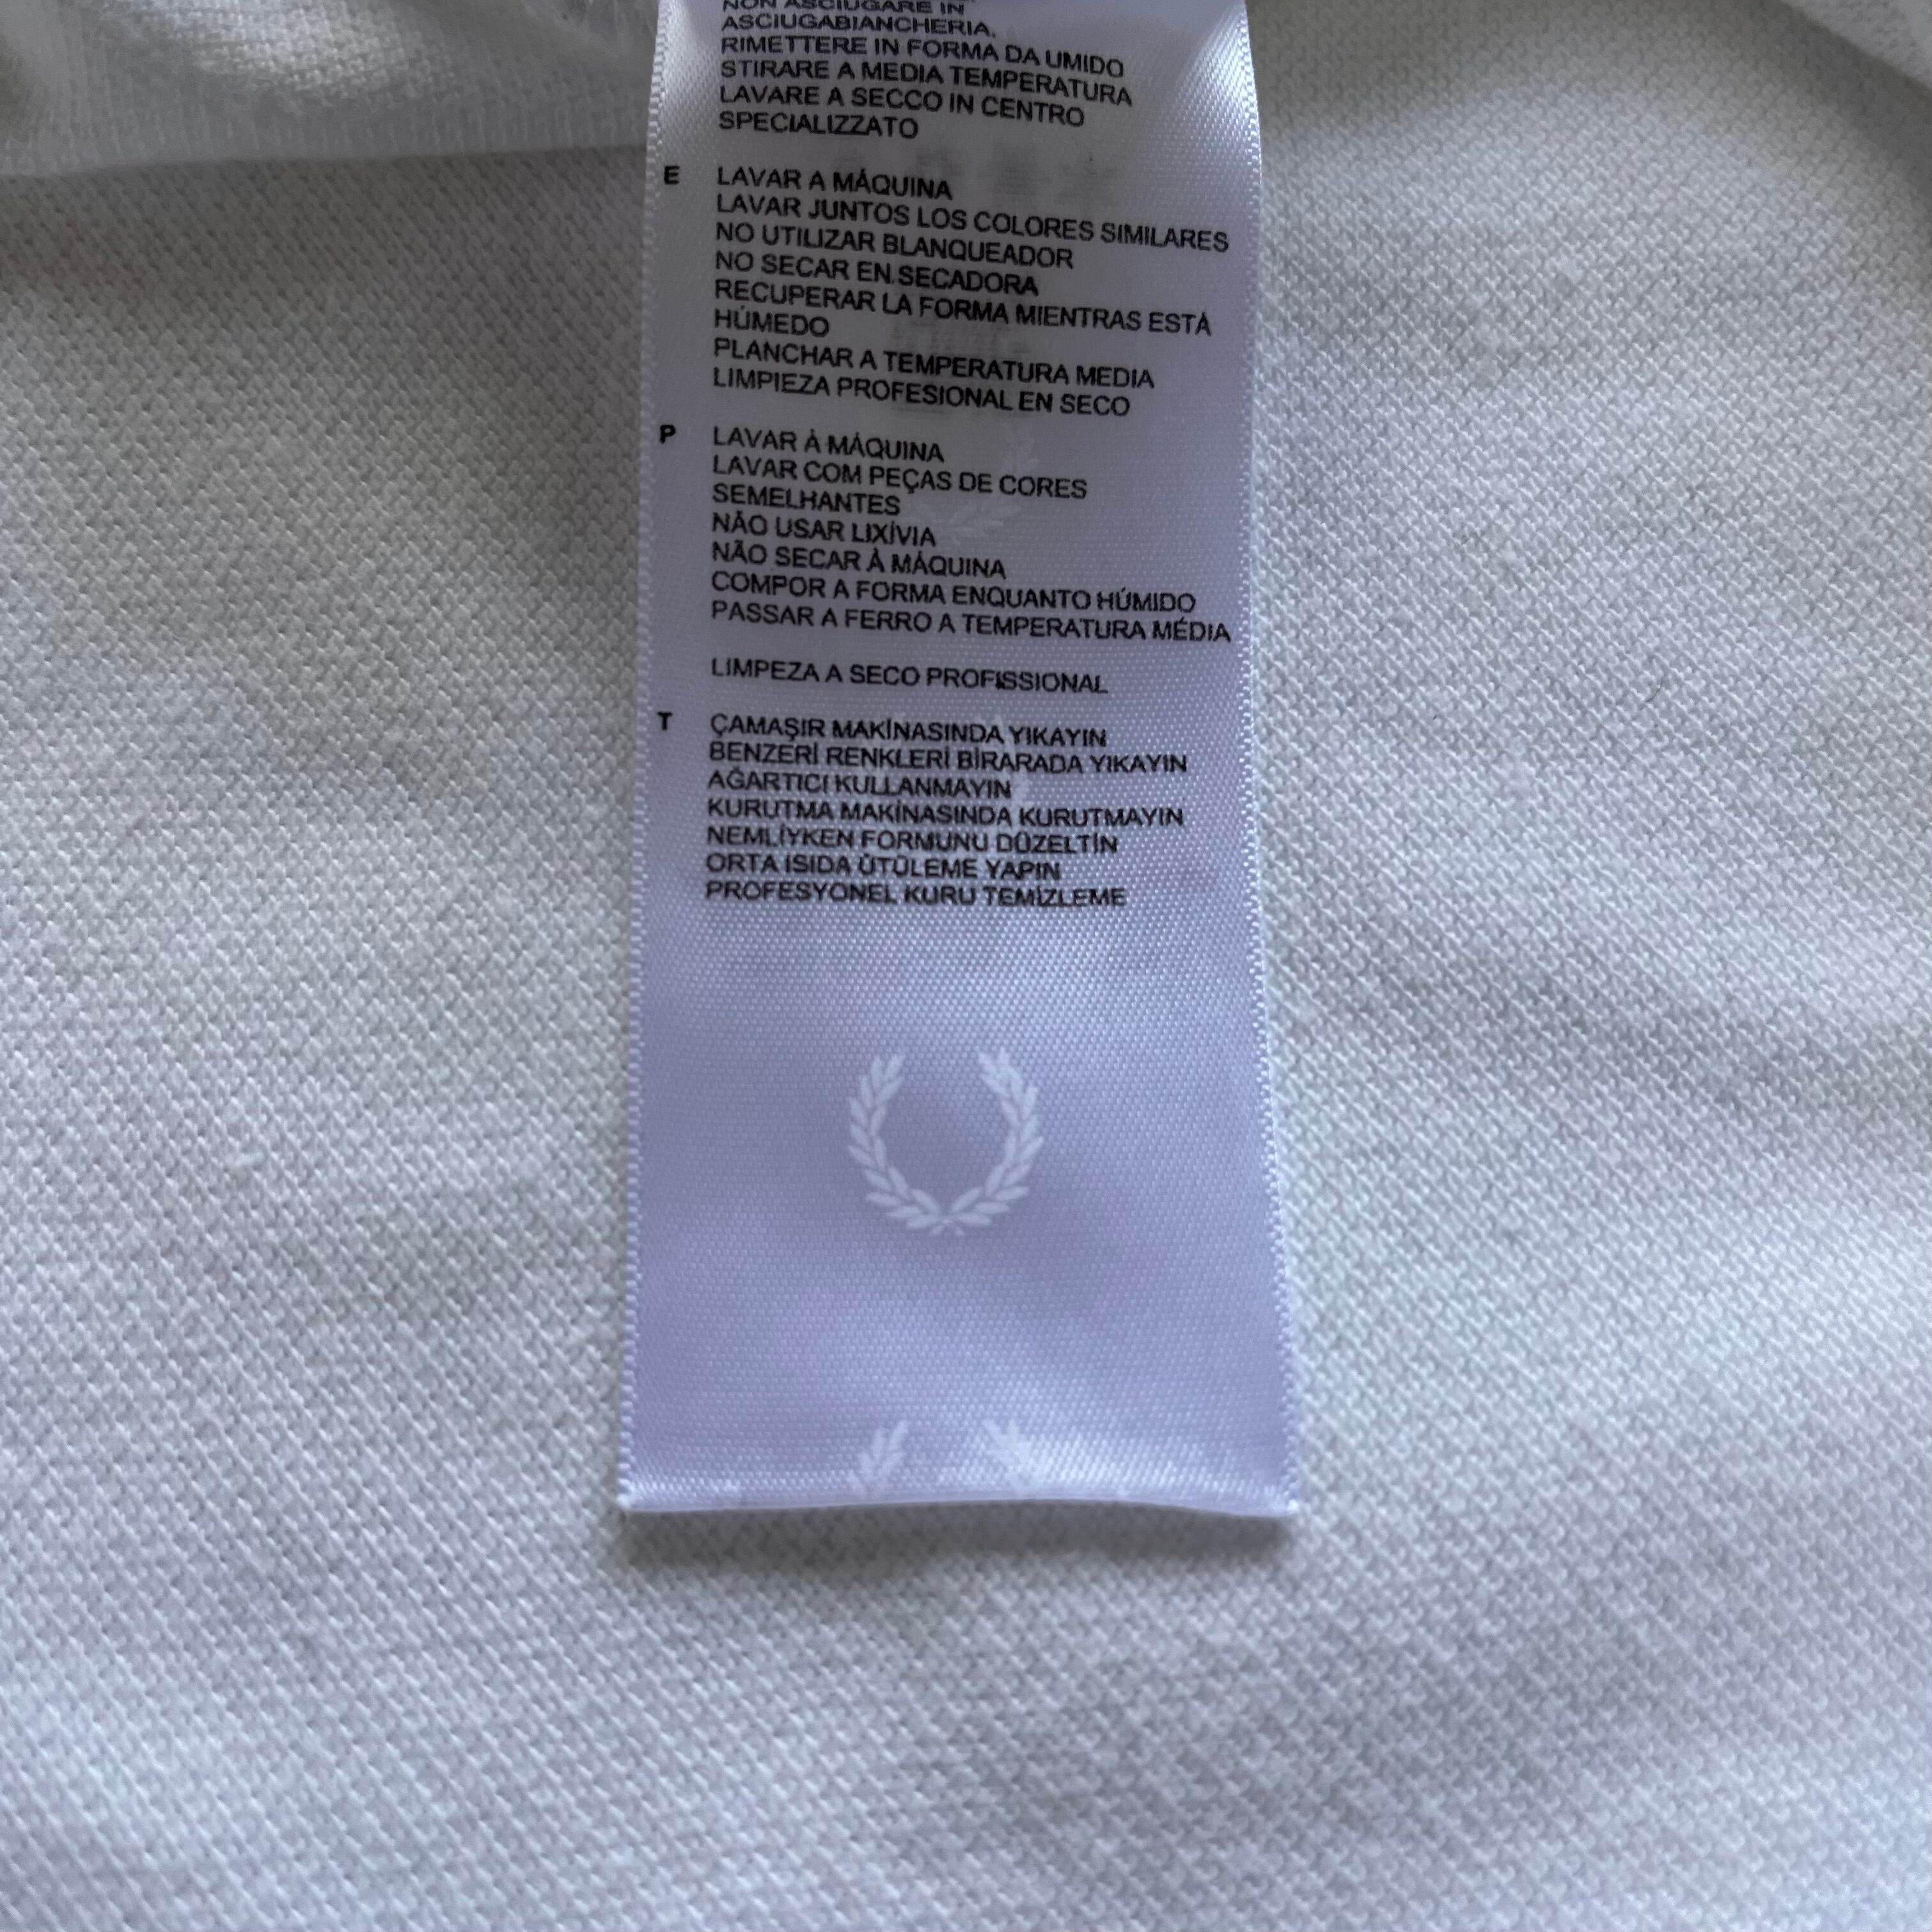 NON ASCIUGARE IN
ASCIUGABIANCHERIA.
RIMETTERE IN FORMA DA UMIDO
STIRARE A MEDIA TEMPERATURA
LAVARE A SECCO IN CENTRO
SPECIALIZZATO
E LAVAR A MÁQUINA
LAVAR JUNTOS LOS COLORES SIMILARES
NO UTILIZAR BLANQUEADOR
NO SECAR EN SECADORA
RECUPERAR LA FORMA MIENTRAS ESTÁ
HÚMEDO
PLANCHAR A TEMPERATURA MEDIA
LIMPIEZA PROFESIONAL EN SECO
P LAVAR À MÁQUINA
LAVAR COM PEÇAS DE CORES
SEMELHANTES
NÃO USAR LIXÍVIA
NÃO SECAR À MÁQUINA
COMPOR A FORMA ENQUANTO HÚMIDO
PASSAR A FERRO A TEMPERATURA MÉDIA
LIMPEZA A SECO PROFISSIONAL
T ÇAMAŞIR MAKİNASINDA YIKAYIN
BENZERİ RENKLERİ BİRARADA YIKAYIN
AĞARTICI KULLANMAYIN
KURUTMA MAKİNASINDA KURUTMAYIN
NEMLİYKEN FORMUNU DÜZELTİN
ORTA ISIDA ÜTÜLEME YAPIN
PROFESYONEL KURU TEMİZLEME